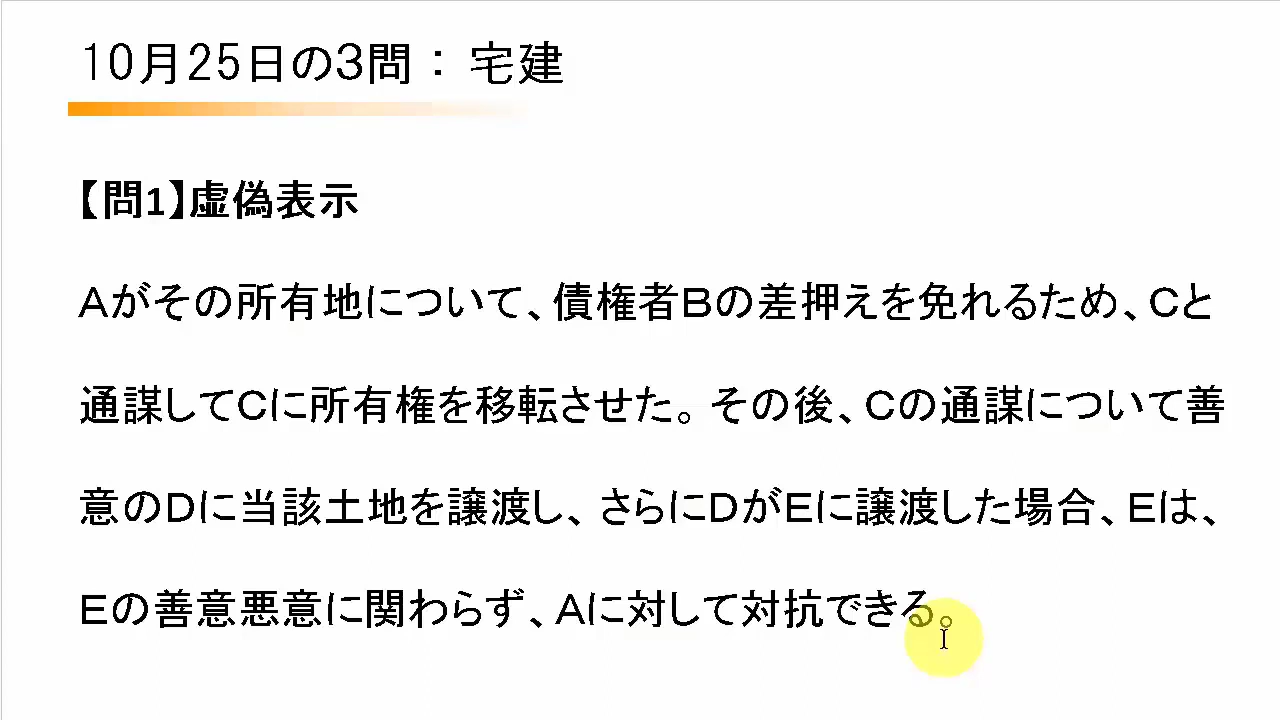 10月25日の3問：宅建
【問1】虚偽表示
Ａがその所有地について、債権者Ｂの差押えを免れるため、Ｃと
通謀してＣに所有権を移転させた。その後、Ｃの通謀について善
意のＤに当該土地を譲渡し、さらにＤがＥに譲渡した場合、Ｅは、
Ｅの善意悪意に関わらず、Ａに対して対抗できる。